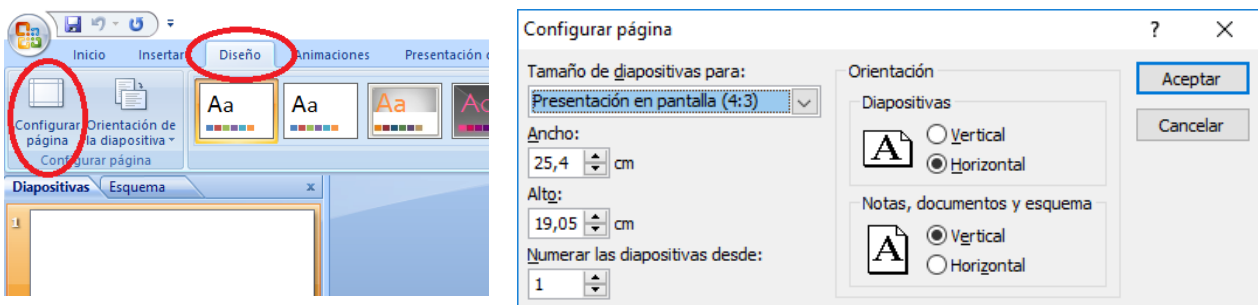 Inicio Insertar Diseño Animaciones Presentación
Configurar página
Orientación de la diapositiva
Aa Aa Aa
Configurar página
Diapositivas Esquema x
1
Configurar página ? X
Tamaño de diapositivas para:
Presentación en pantalla (4:3)
Ancho:
25,4 cm
Alto:
19,05 cm
Numerar las diapositivas desde:
1
Orientación
Diapositivas
A
Vertical
Horizontal
Notas, documentos y esquema
A
Vertical
Horizontal
Aceptar
Cancelar